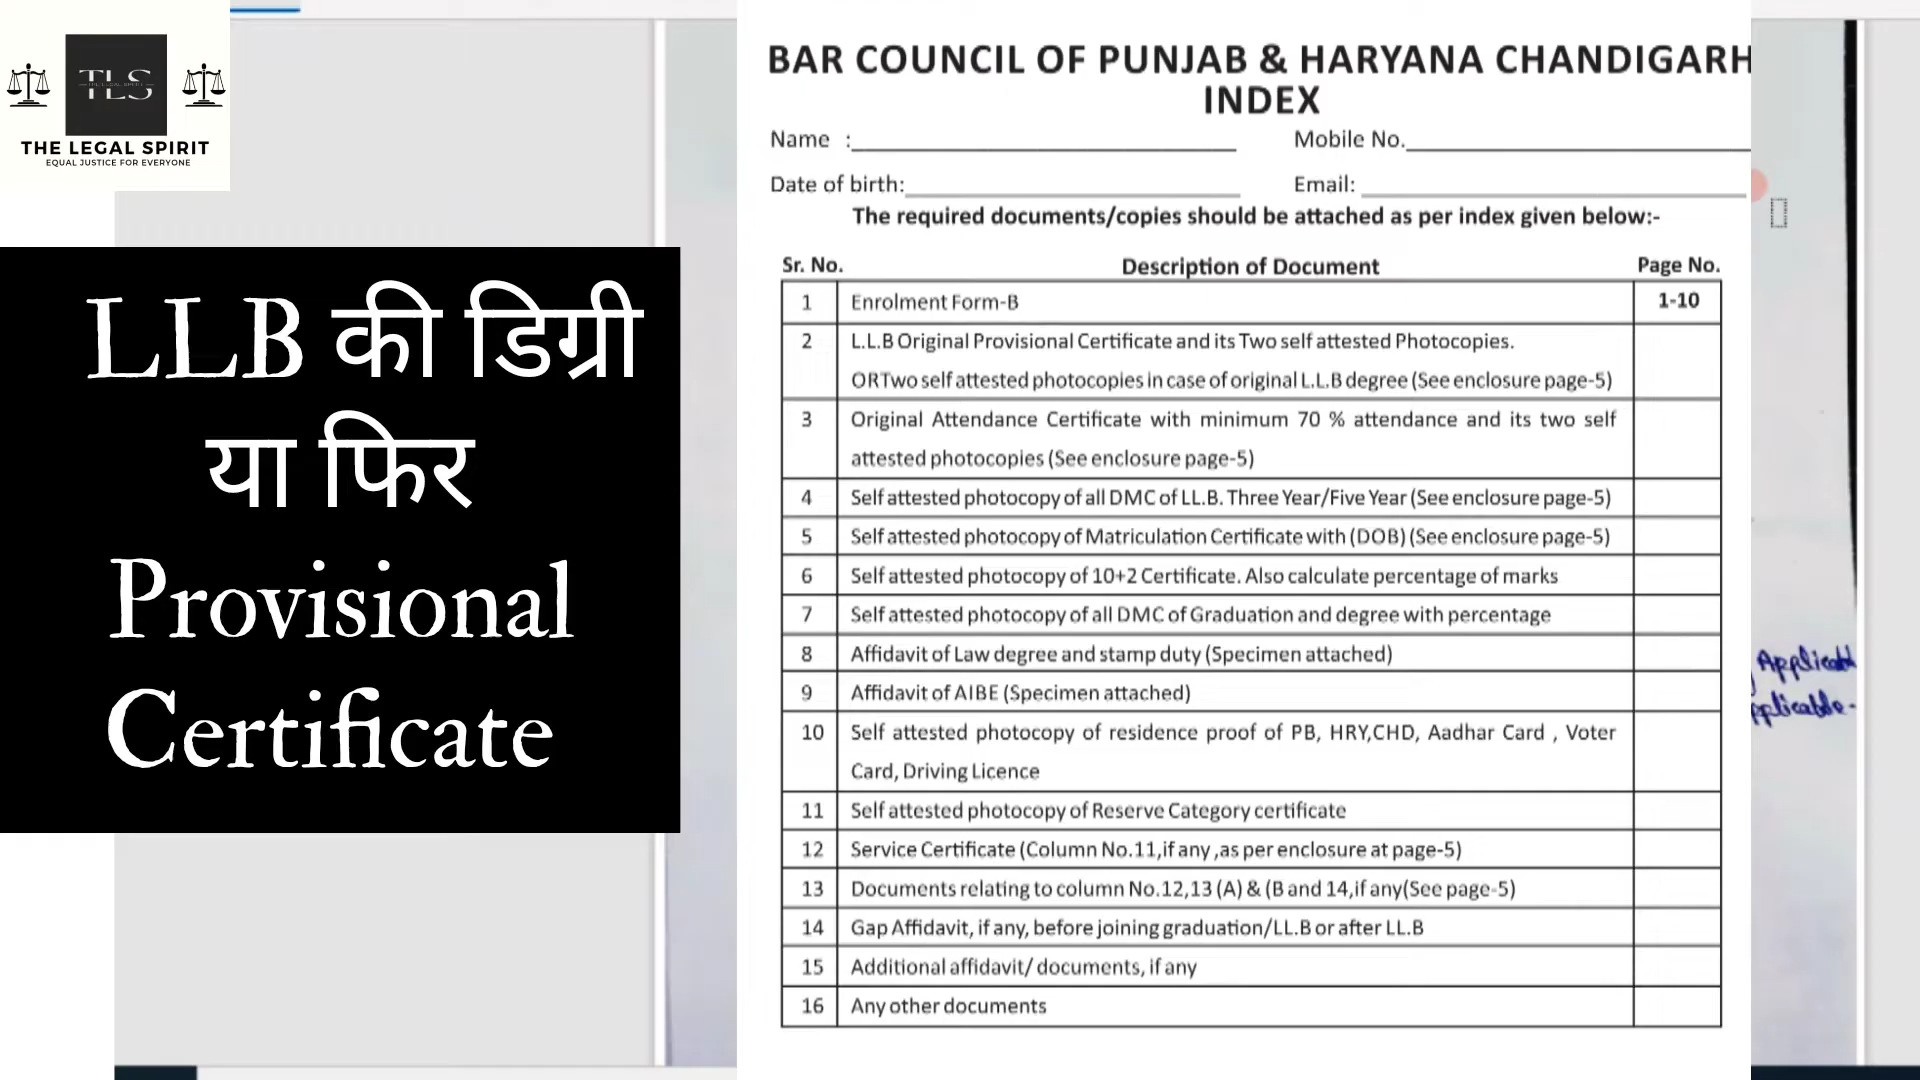 TLS
THE LEGAL SPIRIT
THE LEGAL SPIRIT
EQUAL JUSTICE FOR EVERYONE
LLB की डिग्री
या फिर
Provisional
Certificate
BAR COUNCIL OF PUNJAB & HARYANA CHANDIGARH
INDEX
Name : Mobile No.
Date of birth: Email:
The required documents/copies should be attached as per index given below:-
Sr. No. Description of Document Page No.
1 Enrolment Form-B 1-10
2 L.L.B Original Provisional Certificate and its Two self attested Photocopies.
ORTwo self attested photocopies in case of original L.L.B degree (See enclosure page-5)
3 Original Attendance Certificate with minimum 70 % attendance and its two self
attested photocopies (See enclosure page-5)
4 Self attested photocopy of all DMC of LL.B. Three Year/Five Year (See enclosure page-5)
5 Self attested photocopy of Matriculation Certificate with (DOB) (See enclosure page-5)
6 Self attested photocopy of 10+2 Certificate. Also calculate percentage of marks
7 Self attested photocopy of all DMC of Graduation and degree with percentage
8 Affidavit of Law degree and stamp duty (Specimen attached)
9 Affidavit of AIBE (Specimen attached)
10 Self attested photocopy of residence proof of PB, HRY,CHD, Aadhar Card , Voter
Card, Driving Licence
11 Self attested photocopy of Reserve Category certificate
12 Service Certificate (Column No.11,if any ,as per enclosure at page-5)
13 Documents relating to column No.12,13 (A) & (B and 14,if any(See page-5)
14 Gap Affidavit, if any, before joining graduation/LL.B or after LL.B
15 Additional affidavit/ documents, if any
16 Any other documents